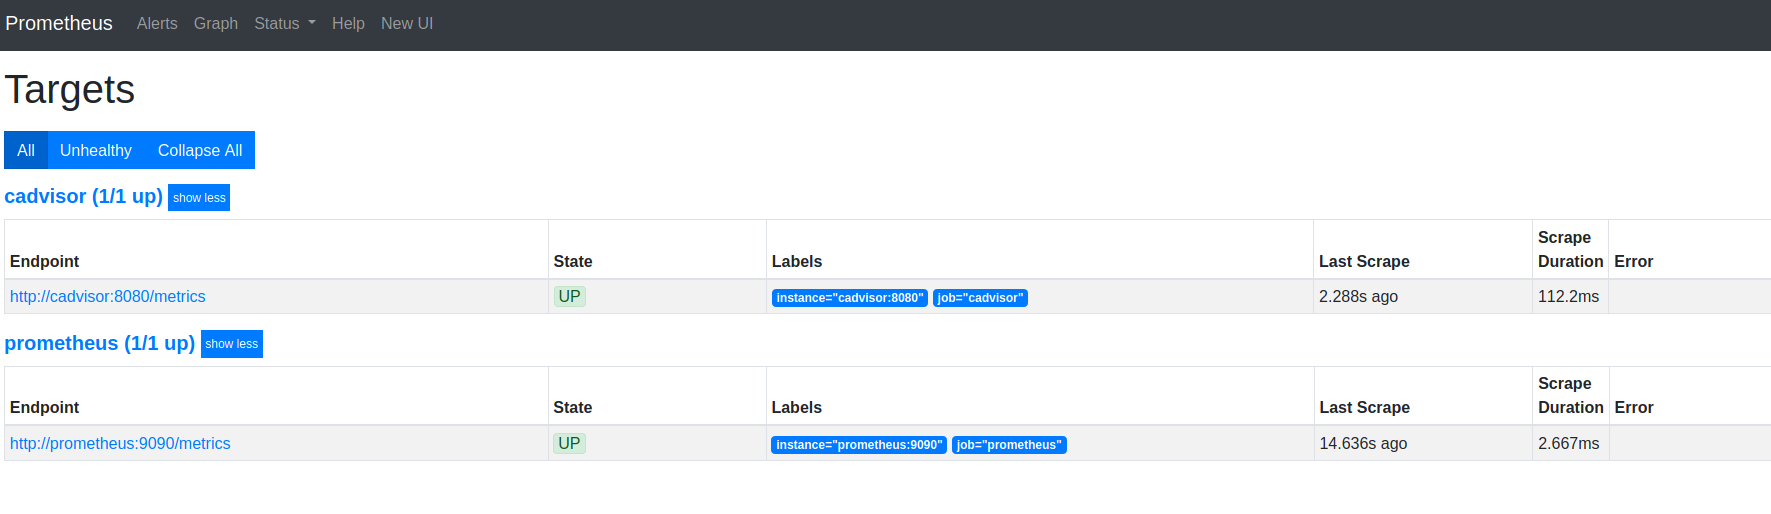 Prometheus Alerts Graph Status Help New UI
Targets
All Unhealthy Collapse All
cadvisor (1/1 up) show less
Endpoint State Labels Last Scrape Scrape Duration Error
http://cadvisor:8080/metrics UP instance="cadvisor:8080" job="cadvisor" 2.288s ago 112.2ms
prometheus (1/1 up) show less
Endpoint State Labels Last Scrape Scrape Duration Error
http://prometheus:9090/metrics UP instance="prometheus:9090" job="prometheus" 14.636s ago 2.667ms